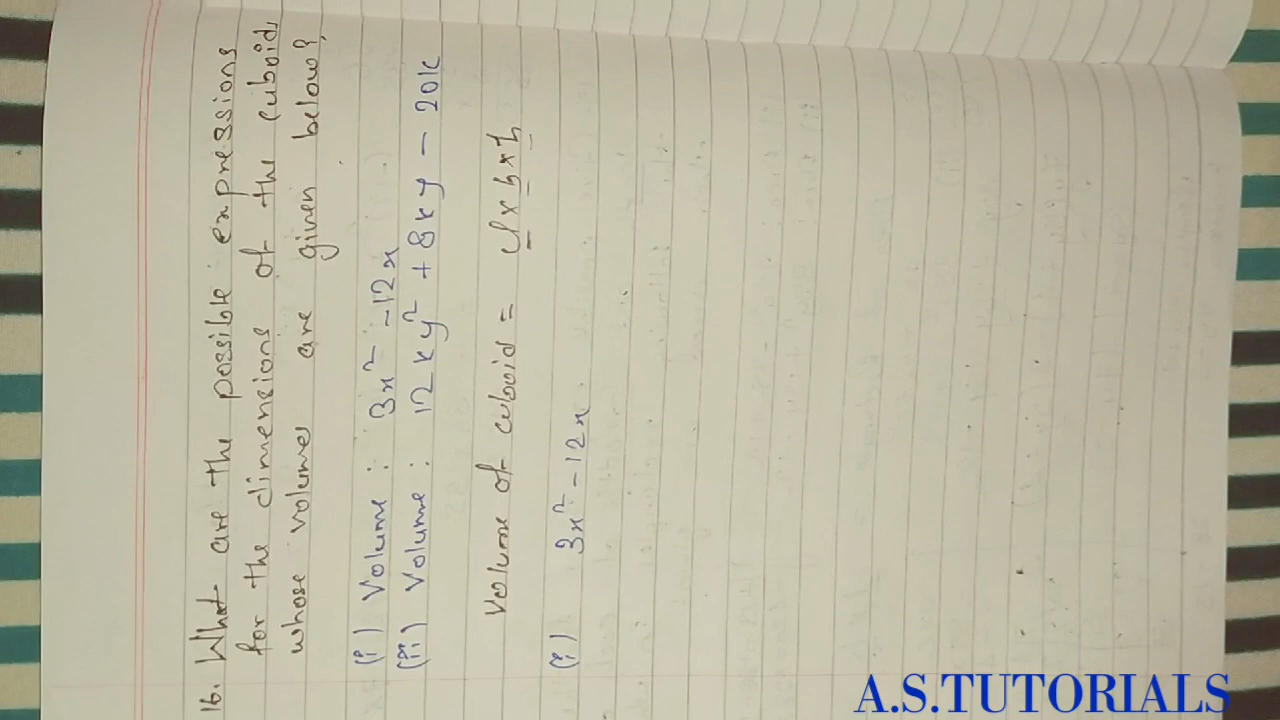 16. What are the possible expressions
for the dimensions of the cuboid
whose volumes are given below?
(i) Volume : 3x² - 12x
(ii) Volume : 12ky² + 8ky - 20k
Volume of cuboid = l x b x h
(i) 3x² - 12x
A.S.TUTORIALS